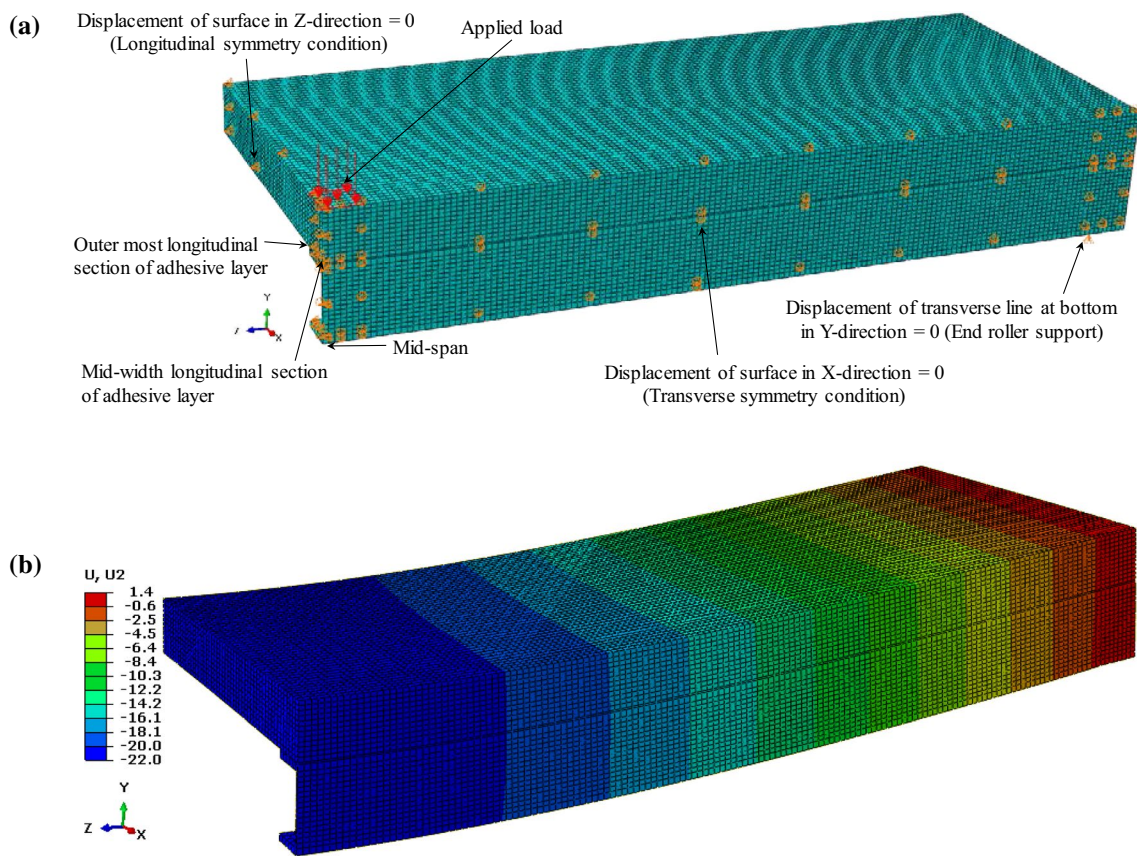 (a)
Displacement of surface in Z-direction = 0
(Longitudinal symmetry condition)
Applied load
Outer most longitudinal
section of adhesive layer
Y
X
Mid-span
Mid-width longitudinal section
of adhesive layer
Displacement of transverse line at bottom
in Y-direction = 0 (End roller support)
Displacement of surface in X-direction = 0
(Transverse symmetry condition)
(b)
U, U2
1.4
-0.6
-2.5
-4.5
-6.4
-8.4
-10.3
-12.2
-14.2
-16.1
-18.1
-20.0
-22.0
Y
Z
X